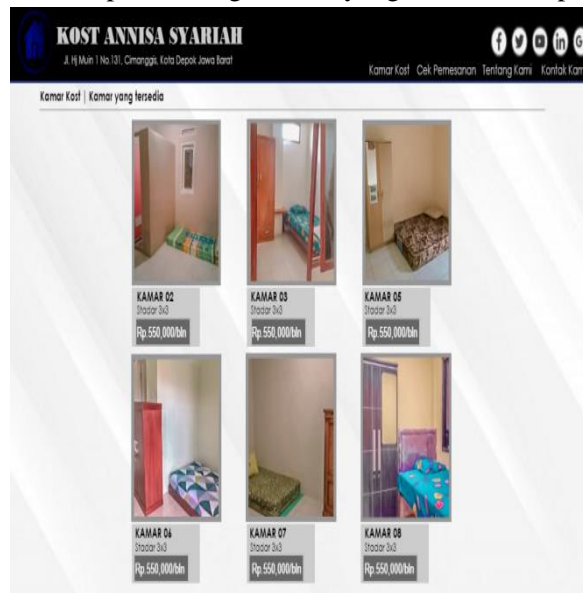 KOST ANNISA SYARIAH
Jl. Hj Muin 1 No.131, Cimanggis, Kota Depok Jawa Barat
Kamar Kost Cek Pemesanan Tentang Kami Kontak Kam
Kamar Kost | Kamar yang tersedia
KAMAR 02
Stadar 3x3
Rp.550,000/bln
KAMAR 03
Stadar 3x3
Rp.550,000/bln
KAMAR 05
Stadar 3x3
Rp.550,000/bln
KAMAR 06
Stadar 3x3
Rp.550,000/bln
KAMAR 07
Stadar 3x3
Rp.550,000/bln
KAMAR 08
Stadar 3x3
Rp.550,000/bln